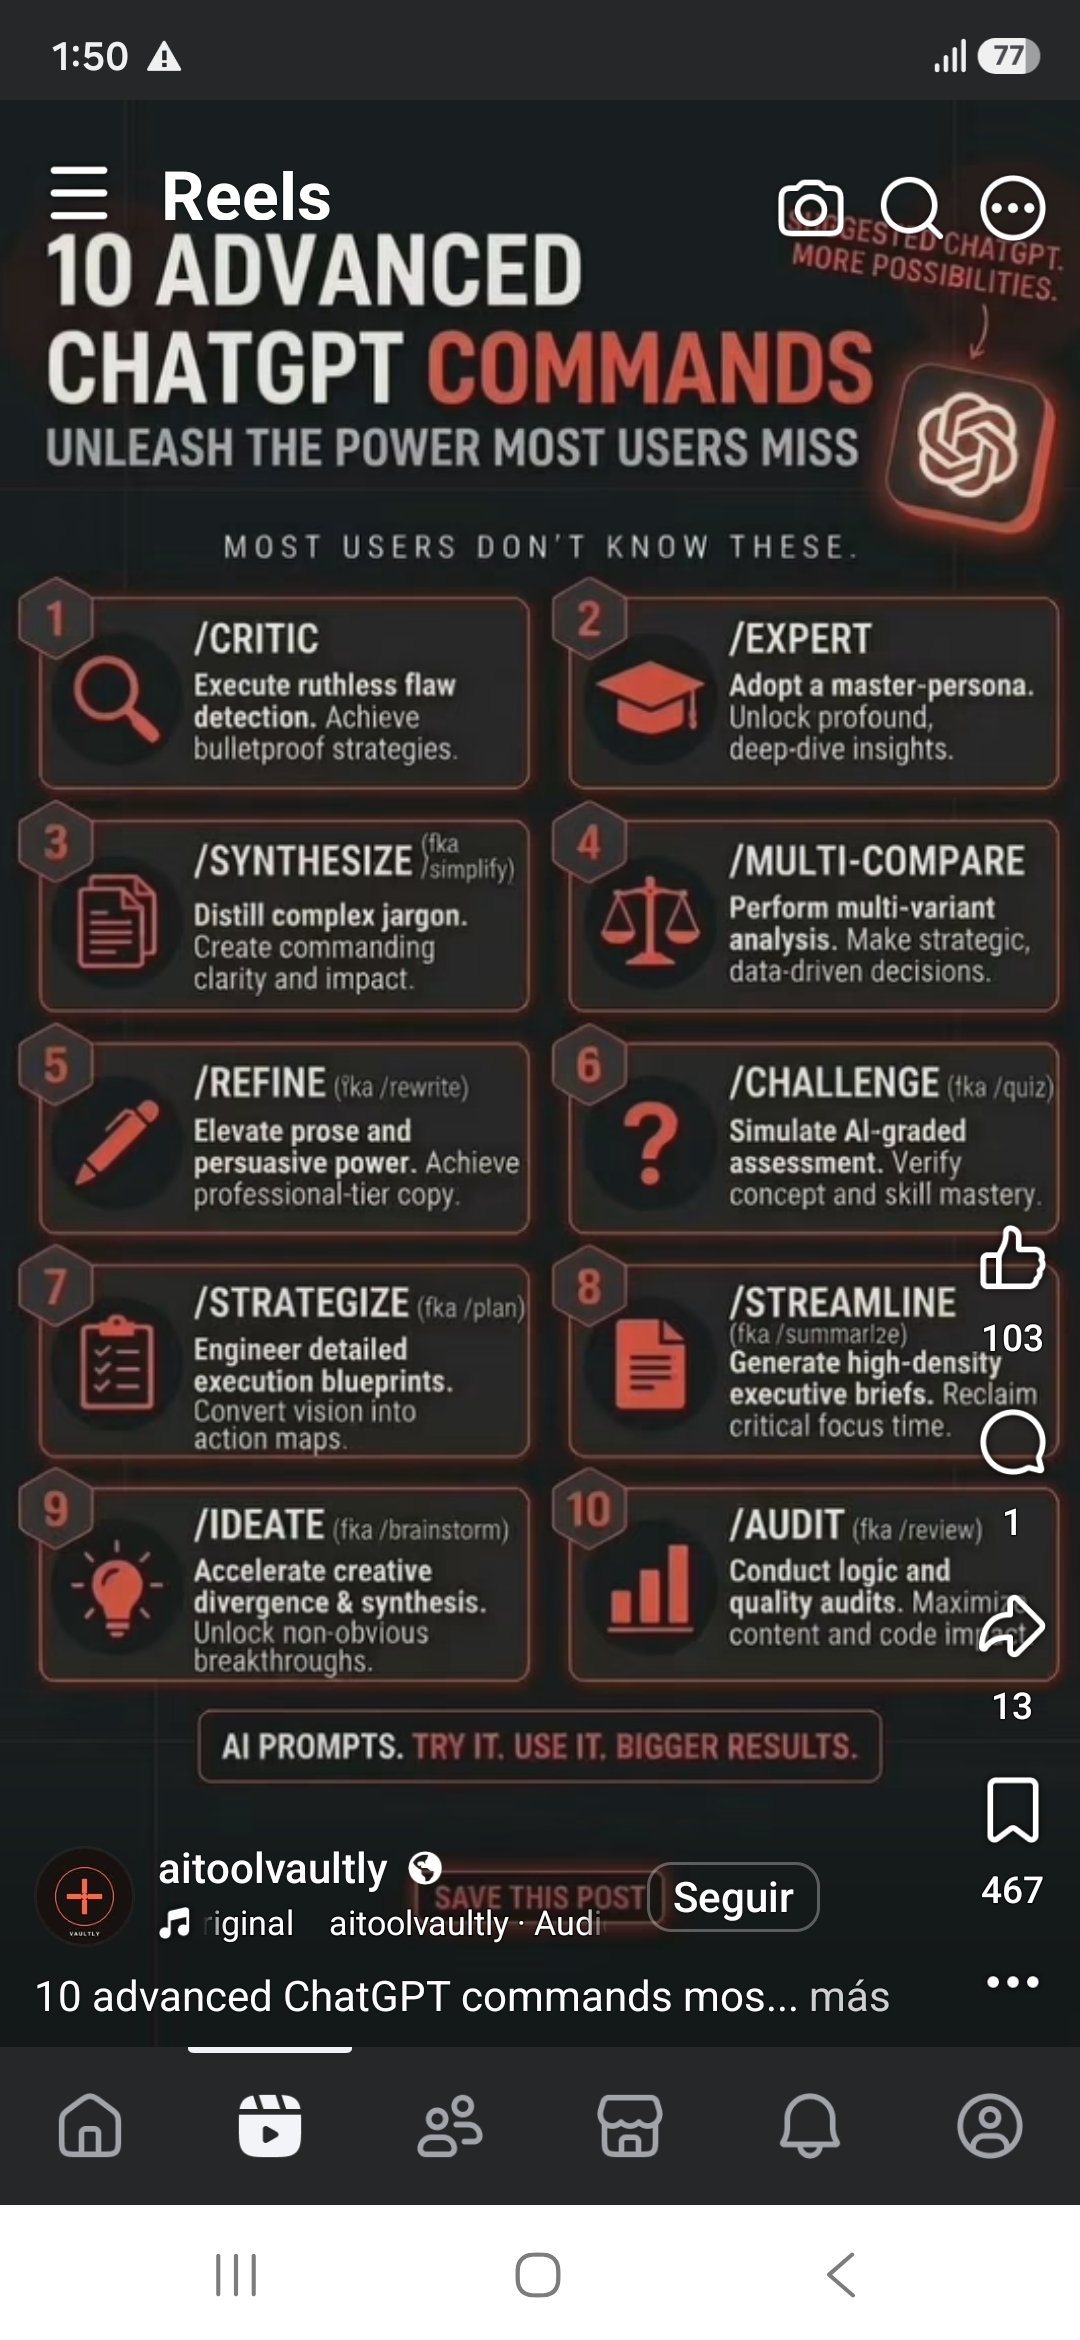 1:50
77
Reels
SUGGESTED CHATGPT.
MORE POSSIBILITIES.
10 ADVANCED
CHATGPT COMMANDS
UNLEASH THE POWER MOST USERS MISS
MOST USERS DON'T KNOW THESE.
1
/CRITIC
Execute ruthless flaw
detection. Achieve
bulletproof strategies.
2
/EXPERT
Adopt a master-persona.
Unlock profound,
deep-dive insights.
3
/SYNTHESIZE (fka
/simplify)
Distill complex jargon.
Create commanding
clarity and impact.
4
/MULTI-COMPARE
Perform multi-variant
analysis. Make strategic,
data-driven decisions.
5
/REFINE (fka /rewrite)
Elevate prose and
persuasive power. Achieve
professional-tier copy.
6
/CHALLENGE (fka /quiz)
Simulate AI-graded
assessment. Verify
concept and skill mastery.
7
/STRATEGIZE (fka /plan)
Engineer detailed
execution blueprints.
Convert vision into
action maps.
8
/STREAMLINE
(fka /summarize)
Generate high-density
executive briefs. Reclaim
critical focus time.
9
/IDEATE (fka /brainstorm)
Accelerate creative
divergence & synthesis.
Unlock non-obvious
breakthroughs.
10
/AUDIT (fka /review)
Conduct logic and
quality audits. Maximize
content and code impact.
103
1
13
467
AI PROMPTS. TRY IT. USE IT. BIGGER RESULTS.
VAULTLY
aitoolvaultly
SAVE THIS POST
Seguir
riginal aitoolvaultly · Audi
10 advanced ChatGPT commands mos... más